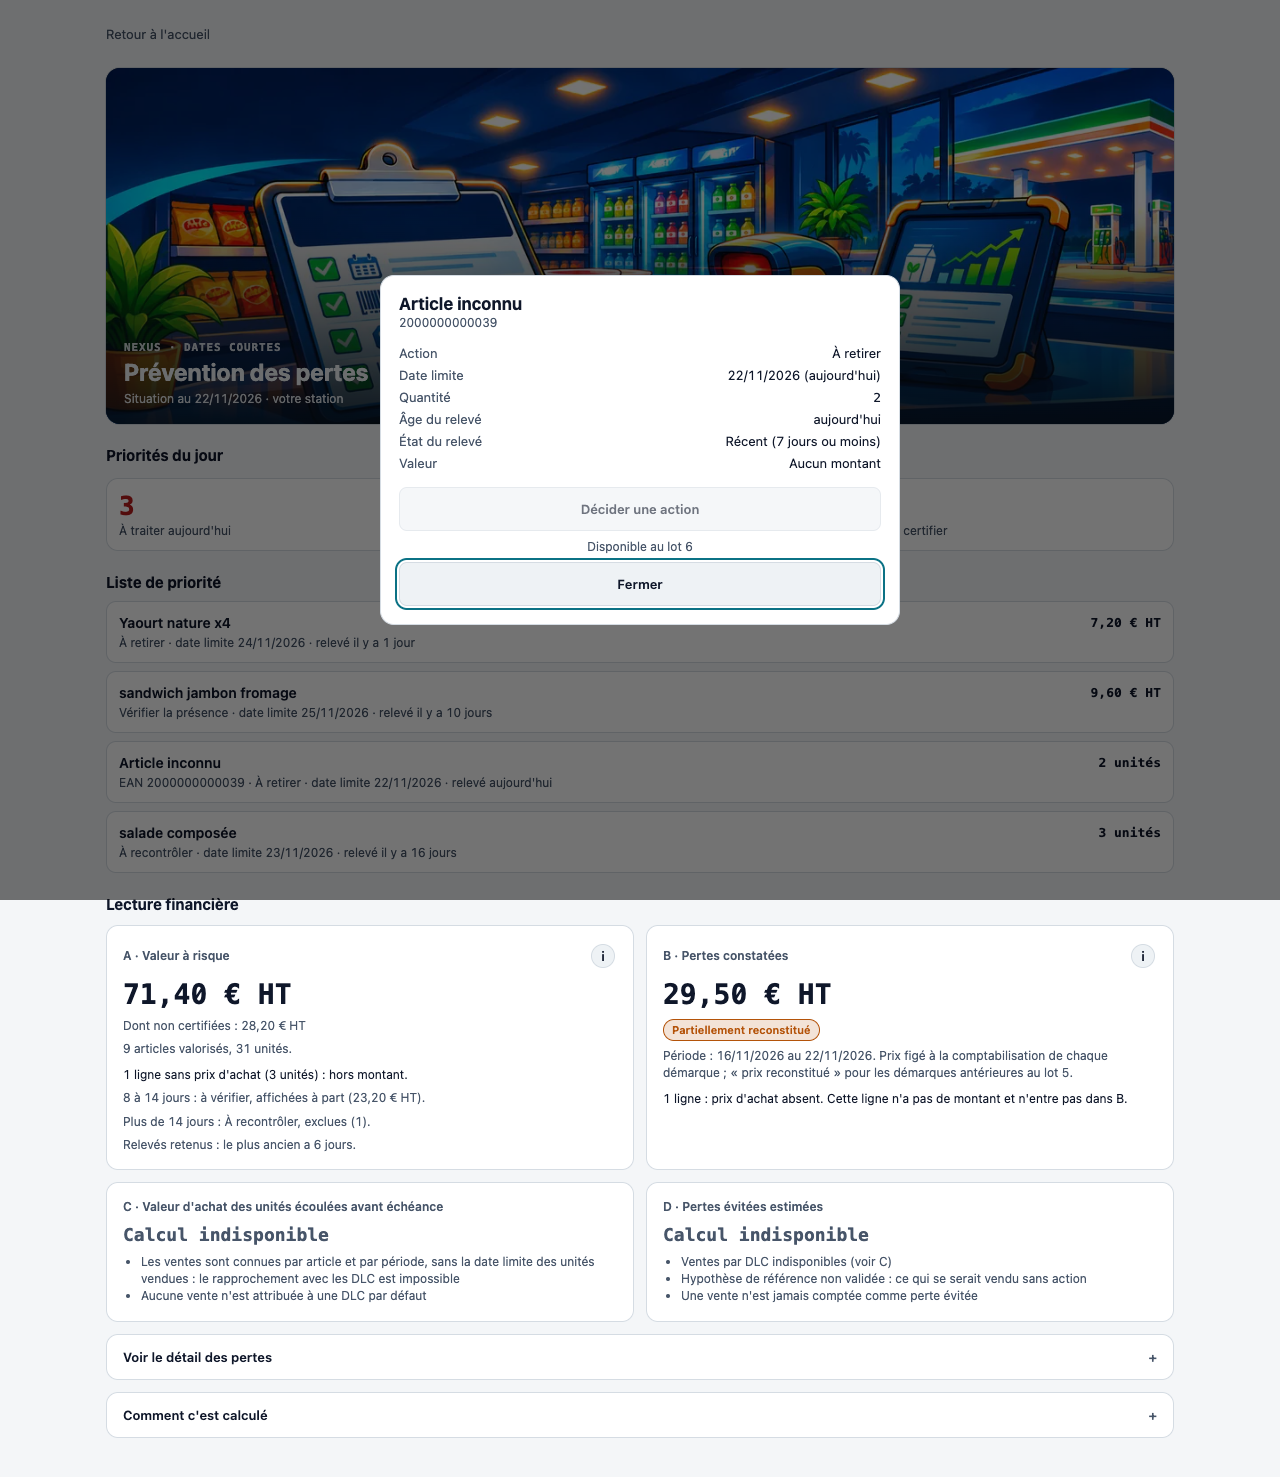 Retour à l'accueil
NEXUS · DATES COURTES
Prévention des pertes
Situation au 22/11/2026 · votre station
Article inconnu
2000000000039
Action À retirer
Date limite 22/11/2026 (aujourd'hui)
Quantité 2
Âge du relevé aujourd'hui
État du relevé Récent (7 jours ou moins)
Valeur Aucun montant
Décider une action
Disponible au lot 6
Fermer
Priorités du jour
3
À traiter aujourd'hui
certifier
Liste de priorité
Yaourt nature x4 7,20 € HT
À retirer · date limite 24/11/2026 · relevé il y a 1 jour
sandwich jambon fromage 9,60 € HT
Vérifier la présence · date limite 25/11/2026 · relevé il y a 10 jours
Article inconnu 2 unités
EAN 2000000000039 · À retirer · date limite 22/11/2026 · relevé aujourd'hui
salade composée 3 unités
À recontrôler · date limite 23/11/2026 · relevé il y a 16 jours
Lecture financière
A · Valeur à risque i
71,40 € HT
Dont non certifiées : 28,20 € HT
9 articles valorisés, 31 unités.
1 ligne sans prix d'achat (3 unités) : hors montant.
8 à 14 jours : à vérifier, affichées à part (23,20 € HT).
Plus de 14 jours : À recontrôler, exclues (1).
Relevés retenus : le plus ancien a 6 jours.
B · Pertes constatées i
29,50 € HT
Partiellement reconstitué
Période : 16/11/2026 au 22/11/2026. Prix figé à la comptabilisation de chaque
démarque ; « prix reconstitué » pour les démarques antérieures au lot 5.
1 ligne : prix d'achat absent. Cette ligne n'a pas de montant et n'entre pas dans B.
C · Valeur d'achat des unités écoulées avant échéance
Calcul indisponible
• Les ventes sont connues par article et par période, sans la date limite des unités
vendues : le rapprochement avec les DLC est impossible
• Aucune vente n'est attribuée à une DLC par défaut
D · Pertes évitées estimées
Calcul indisponible
• Ventes par DLC indisponibles (voir C)
• Hypothèse de référence non validée : ce qui se serait vendu sans action
• Une vente n'est jamais comptée comme perte évitée
Voir le détail des pertes +
Comment c'est calculé +